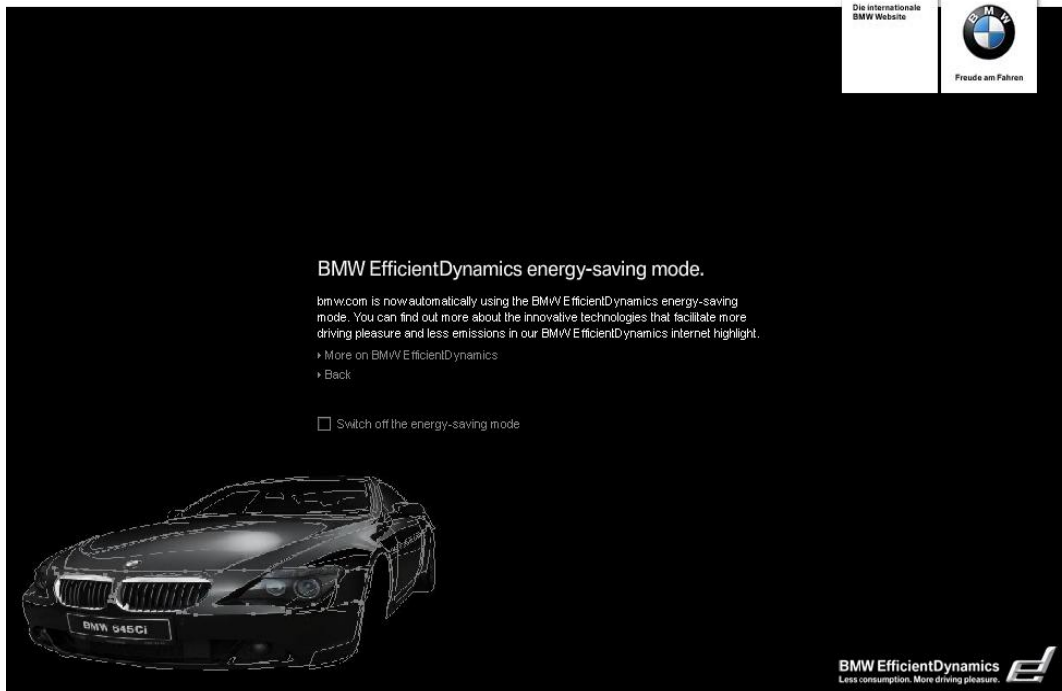 Die internationale
BMW Website
BMW
Freude am Fahren
BMW EfficientDynamics energy-saving mode.
bmw.com is now automatically using the BMW EfficientDynamics energy-saving
mode. You can find out more about the innovative technologies that facilitate more
driving pleasure and less emissions in our BMW EfficientDynamics internet highlight.
More on BMW EfficientDynamics
Back
Switch off the energy-saving mode
BMW 645Ci
BMW EfficientDynamics
Less consumption. More driving pleasure.